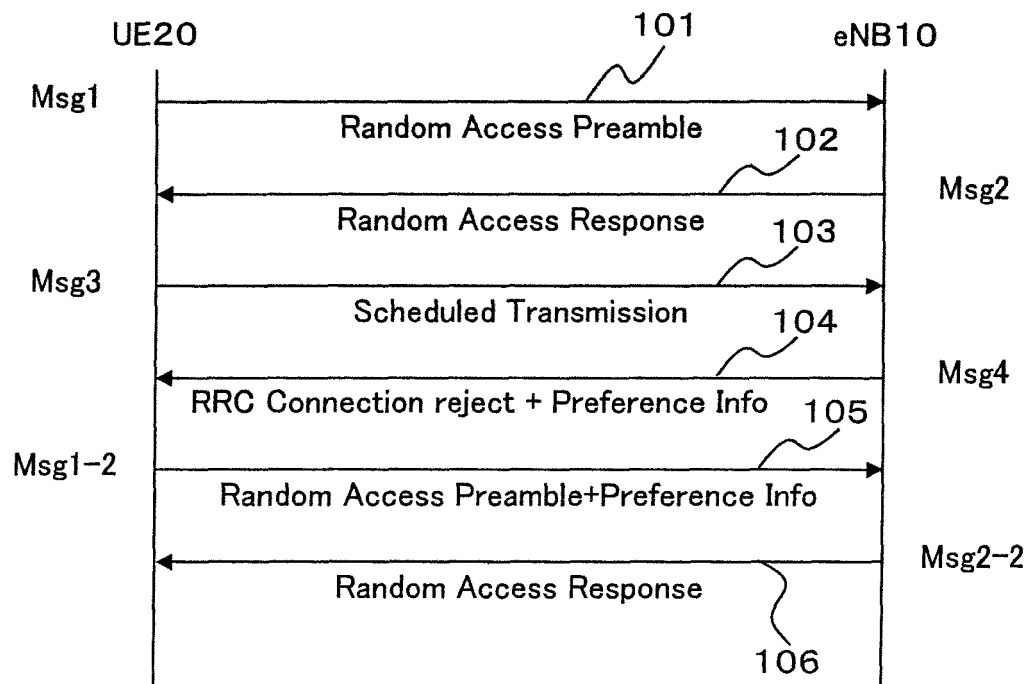 UE20
101
eNB10
Msg1
Random Access Preamble
102
Msg2
Random Access Response
103
Msg3
Scheduled Transmission
104
Msg4
RRC Connection reject + Preference Info
105
Msg1-2
Random Access Preamble+Preference Info
Msg2-2
Random Access Response
106